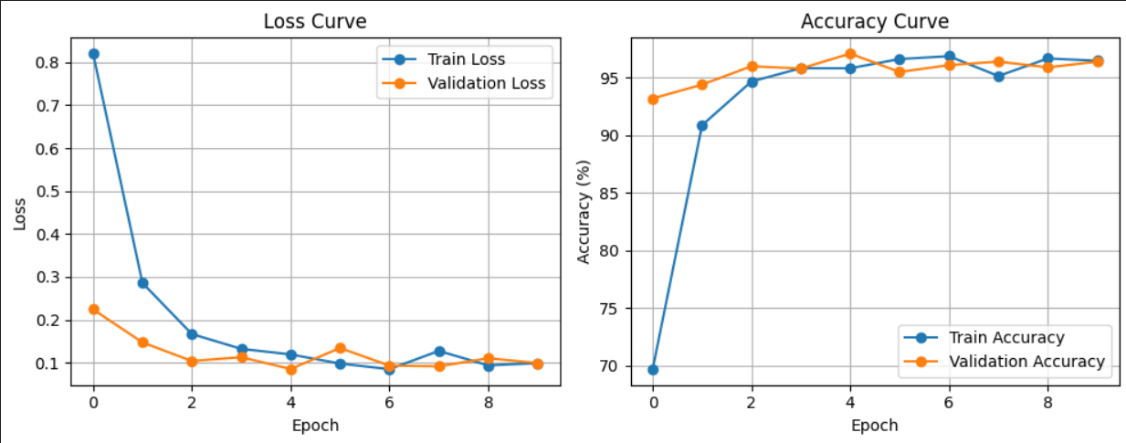 Loss Curve
0.8
0.7
0.6
0.5
0.4
0.3
0.2
0.1
Loss
0 2 4 6 8
Epoch
Train Loss
Validation Loss
Accuracy Curve
95
90
85
80
75
70
Accuracy (%)
0 2 4 6 8
Epoch
Train Accuracy
Validation Accuracy